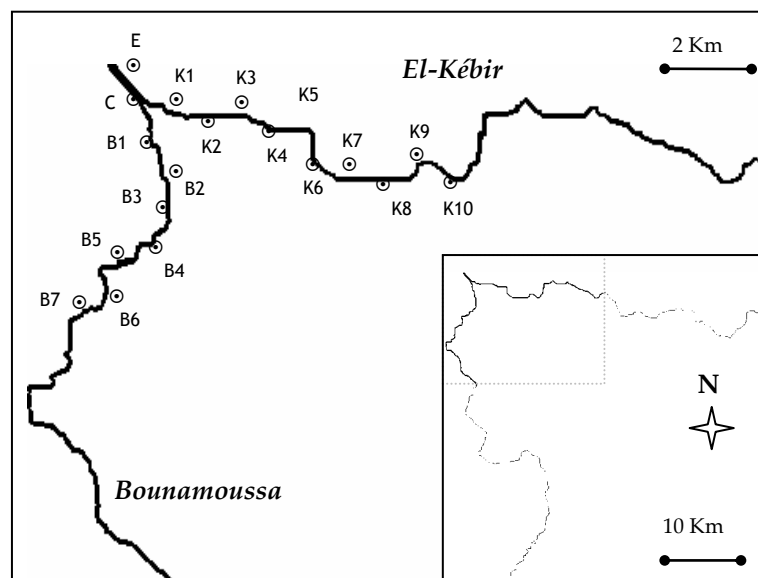 E
2 Km
El-Kébir
K1
K3
C
K5
K2
K4
B1
K9
K7
B2
K6
K8
K10
B3
B5
B4
B7
B6
N
Bounamoussa
10 Km